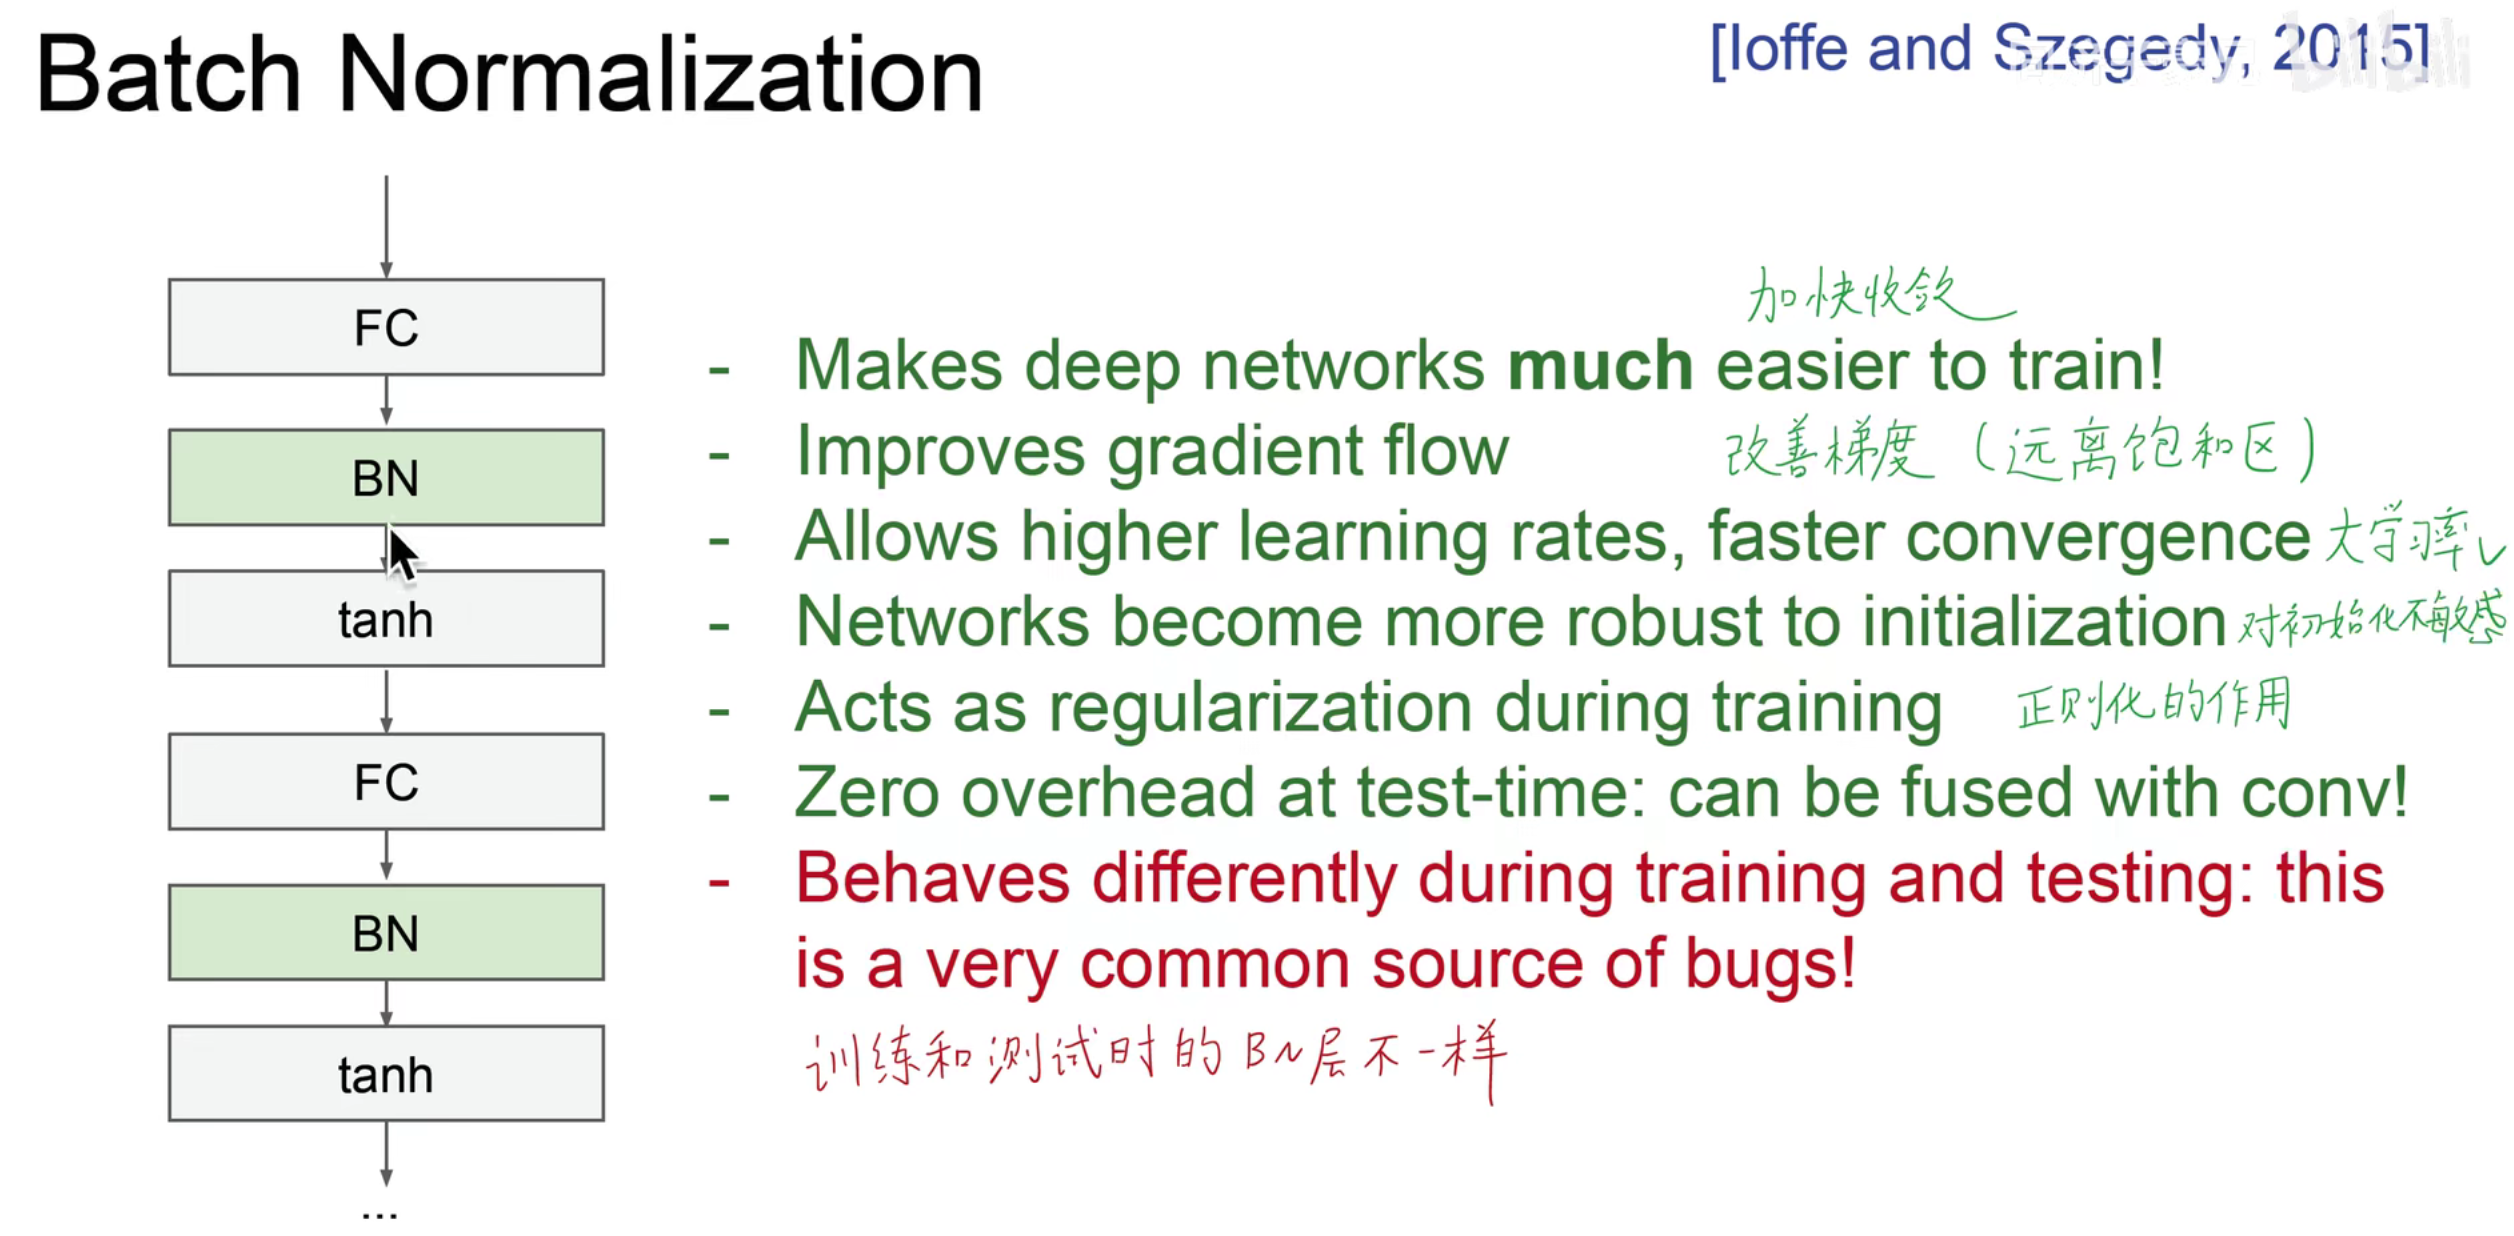 Batch Normalization
[Ioffe and Szegedy, 2015]
FC
BN
tanh
FC
BN
tanh
...
加快收敛
- Makes deep networks much easier to train!
- Improves gradient flow 改善梯度（远离饱和区）
- Allows higher learning rates, faster convergence 大学习率✓
- Networks become more robust to initialization 对初始化不敏感
- Acts as regularization during training 正则化的作用
- Zero overhead at test-time: can be fused with conv!
- Behaves differently during training and testing: this
is a very common source of bugs!
训练和测试时的BN层不一样
bilibili